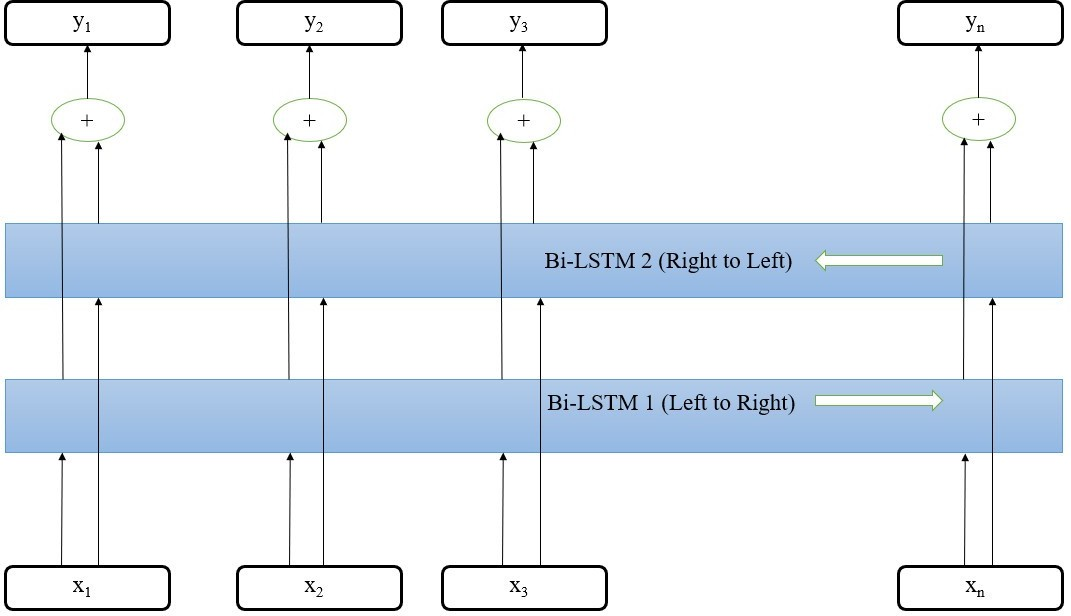 y₁ y₂ y₃ yₙ
+ + + +
Bi-LSTM 2 (Right to Left)
Bi-LSTM 1 (Left to Right)
x₁ x₂ x₃ xₙ